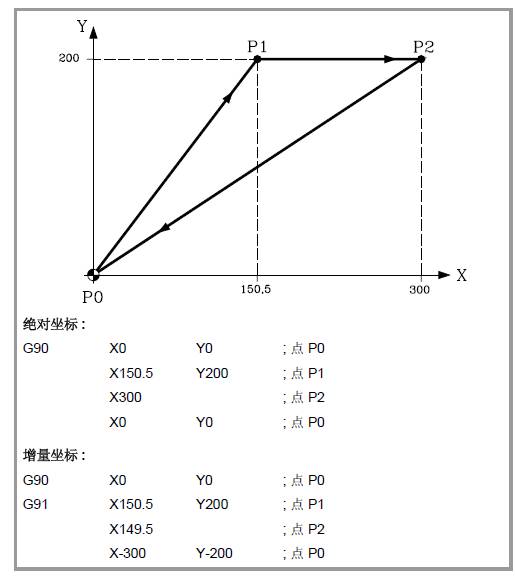 Y
P1 P2
200
X
P0
150.5 300
绝对坐标：
G90 X0 Y0 ; 点 P0
X150.5 Y200 ; 点 P1
X300 ; 点 P2
X0 Y0 ; 点 P0
增量坐标：
G90 X0 Y0 ; 点 P0
G91 X150.5 Y200 ; 点 P1
X149.5 ; 点 P2
X-300 Y-200 ; 点 P0